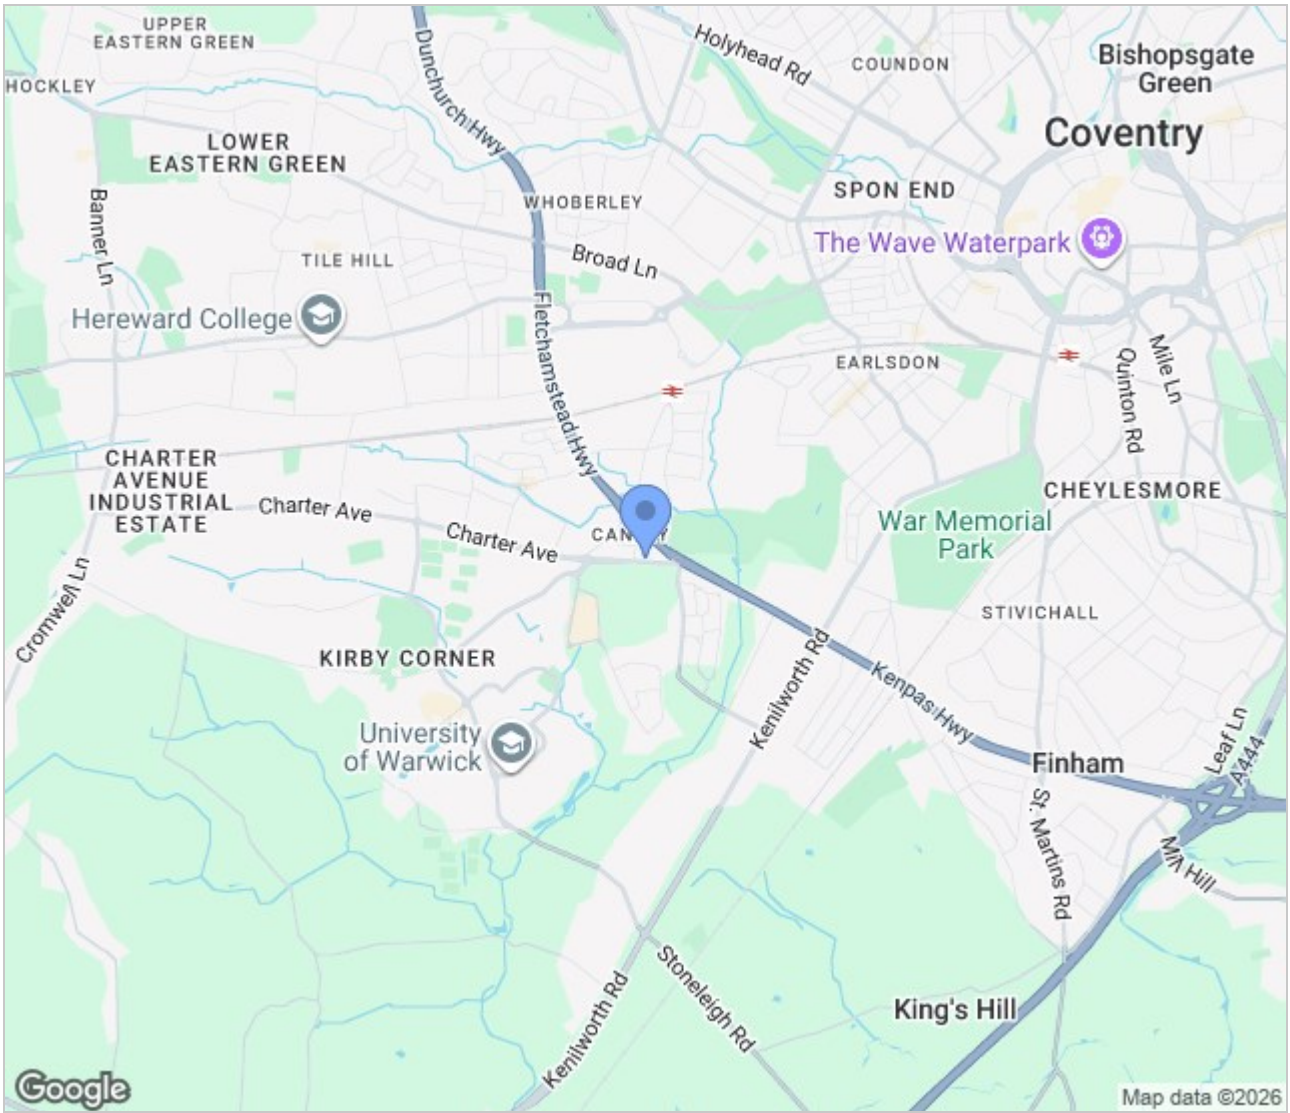 UPPER
EASTERN GREEN
HOCKLEY
Dunchurch Hwy
Holyhead Rd
COUNDON
Bishopsgate
Green
Coventry
LOWER
EASTERN GREEN
Banner Ln
WHOBERLEY
SPON END
The Wave Waterpark
Broad Ln
TILE HILL
Hereward College
Fletchamstead Hwy
EARLSDON
Quinton Rd
Mile Ln
CHARTER
AVENUE
INDUSTRIAL
ESTATE
Charter Ave
Charter Ave
CHEYLESMORE
War Memorial
Park
Cromwell Ln
STIVICHALL
KIRBY CORNER
Kenilworth Rd
Kenpas Hwy
University
of Warwick
Finham
Leaf Ln
A444
St. Martins Rd
Mill Hill
Stoneleigh Rd
Kenilworth Rd
King's Hill
Google
Map data ©2026